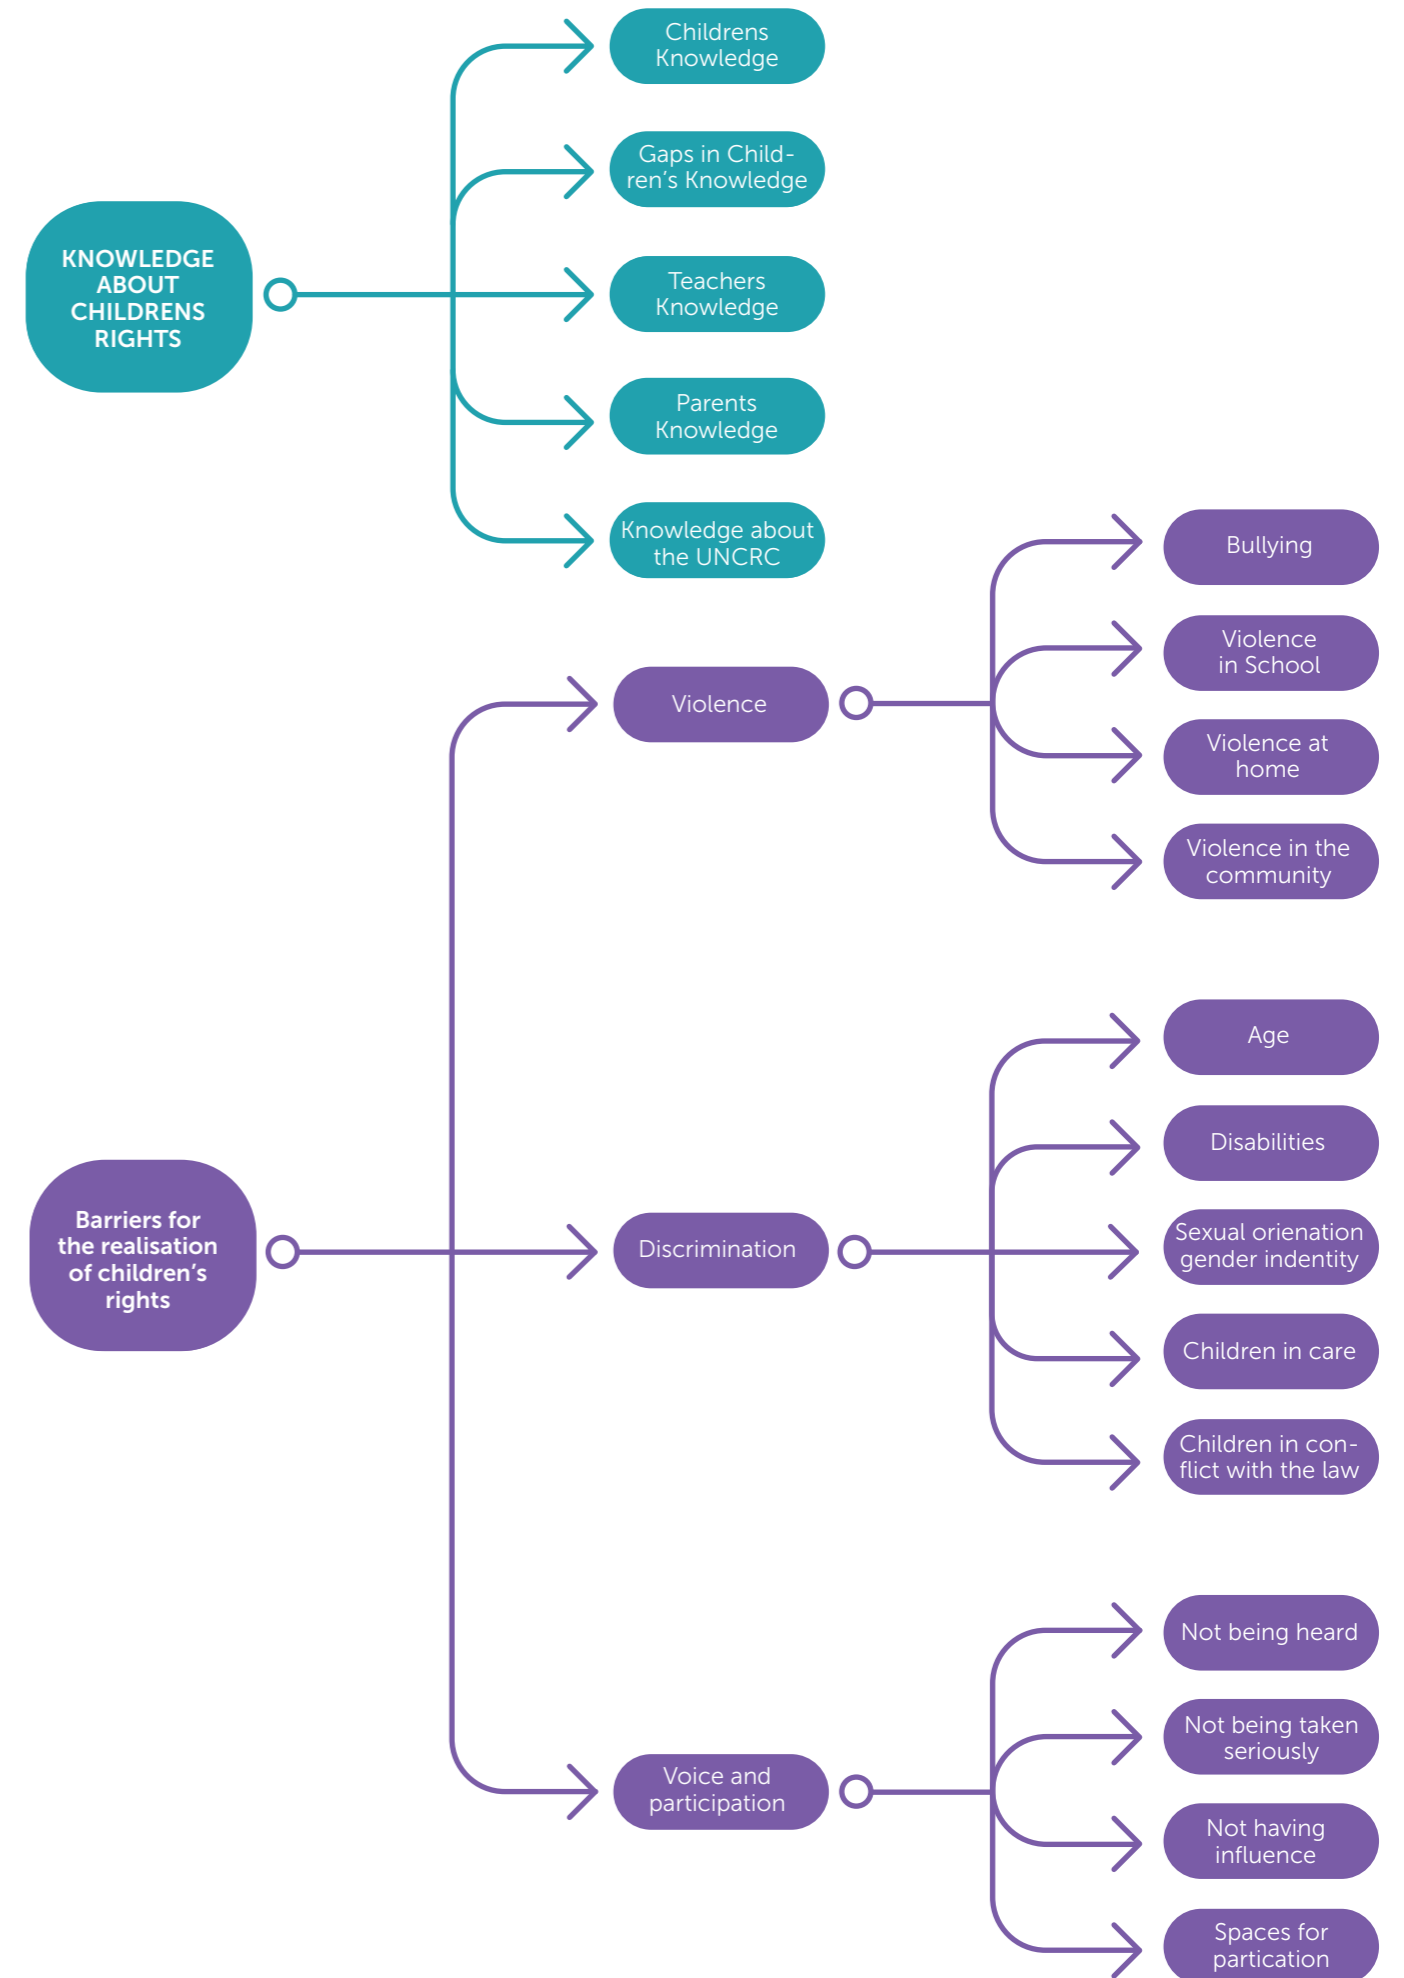 Childrens
Knowledge
Gaps in Child-
ren's Knowledge
KNOWLEDGE
ABOUT
CHILDRENS
RIGHTS
Teachers
Knowledge
Parents
Knowledge
Knowledge about
the UNCRC
Barriers for
the realisation
of children's
rights
Violence
Bullying
Violence
in School
Violence at
home
Violence in the
community
Discrimination
Age
Disabilities
Sexual orienation
gender indentity
Children in care
Children in con-
flict with the law
Voice and
participation
Not being heard
Not being taken
seriously
Not having
influence
Spaces for
partication